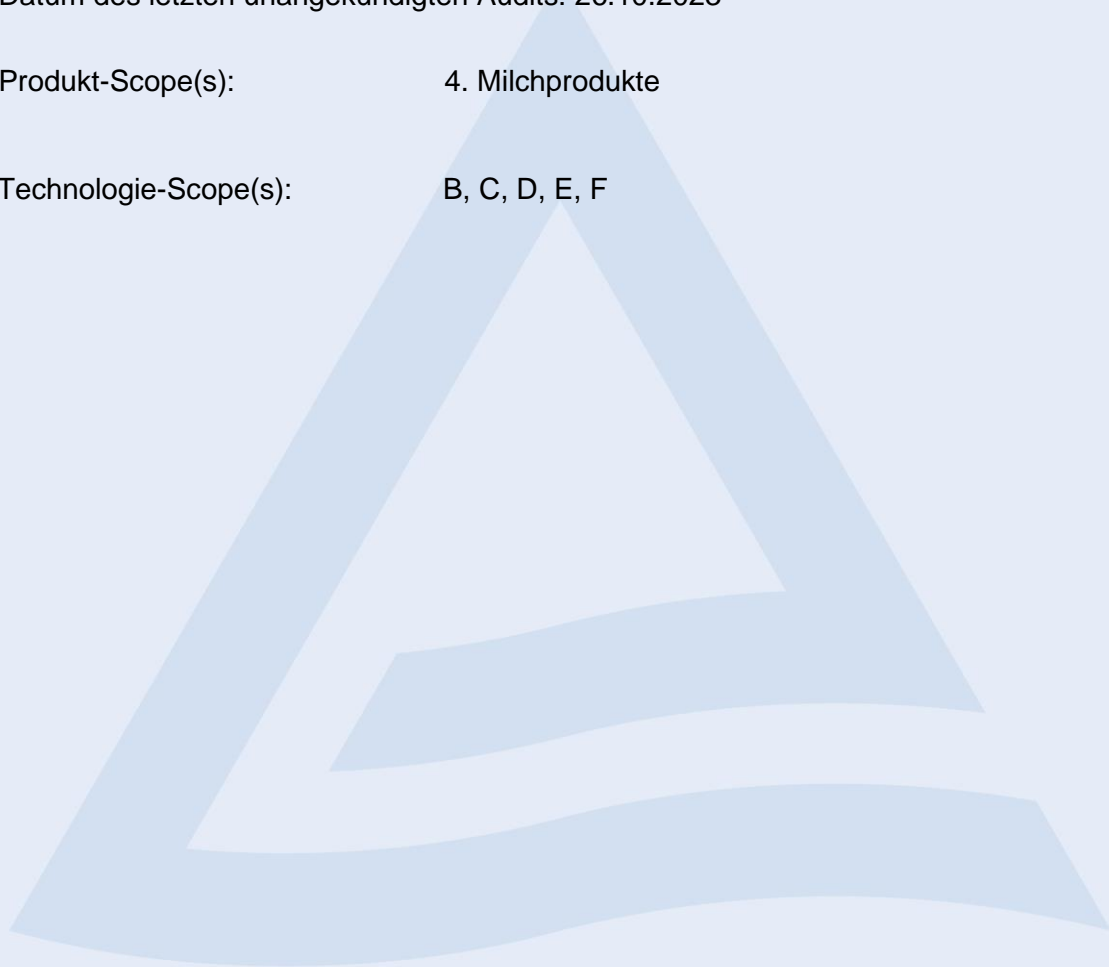 Datum des letzten unangekündigten Audits:
Produkt-Scope(s): 4. Milchprodukte
Technologie-Scope(s): B, C, D, E, F